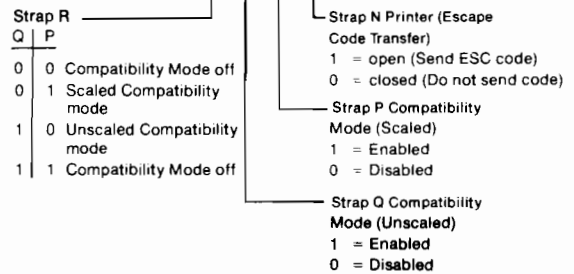 Strap R
Q P
0 0 Compatibility Mode off
0 1 Scaled Compatibility
mode
1 0 Unscaled Compatibility
mode
1 1 Compatibility Mode off
Strap N Printer (Escape
Code Transfer)
1 = open (Send ESC code)
0 = closed (Do not send code)
Strap P Compatibility
Mode (Scaled)
1 = Enabled
0 = Disabled
Strap Q Compatibility
Mode (Unscaled)
1 = Enabled
0 = Disabled